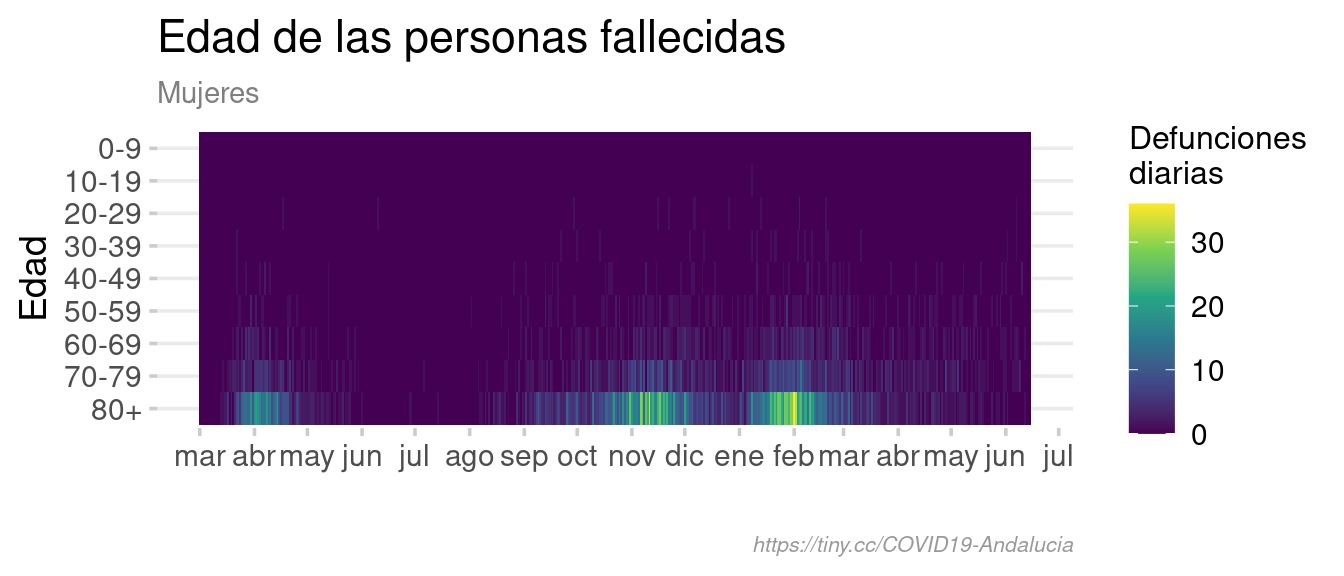 Edad de las personas fallecidas
Mujeres
Edad
0-9
10-19
20-29
30-39
40-49
50-59
60-69
70-79
80+
mar abr may jun jul ago sep oct nov dic ene feb mar abr may jun jul
Defunciones
diarias
30
20
10
0
https://tiny.cc/COVID19-Andalucia